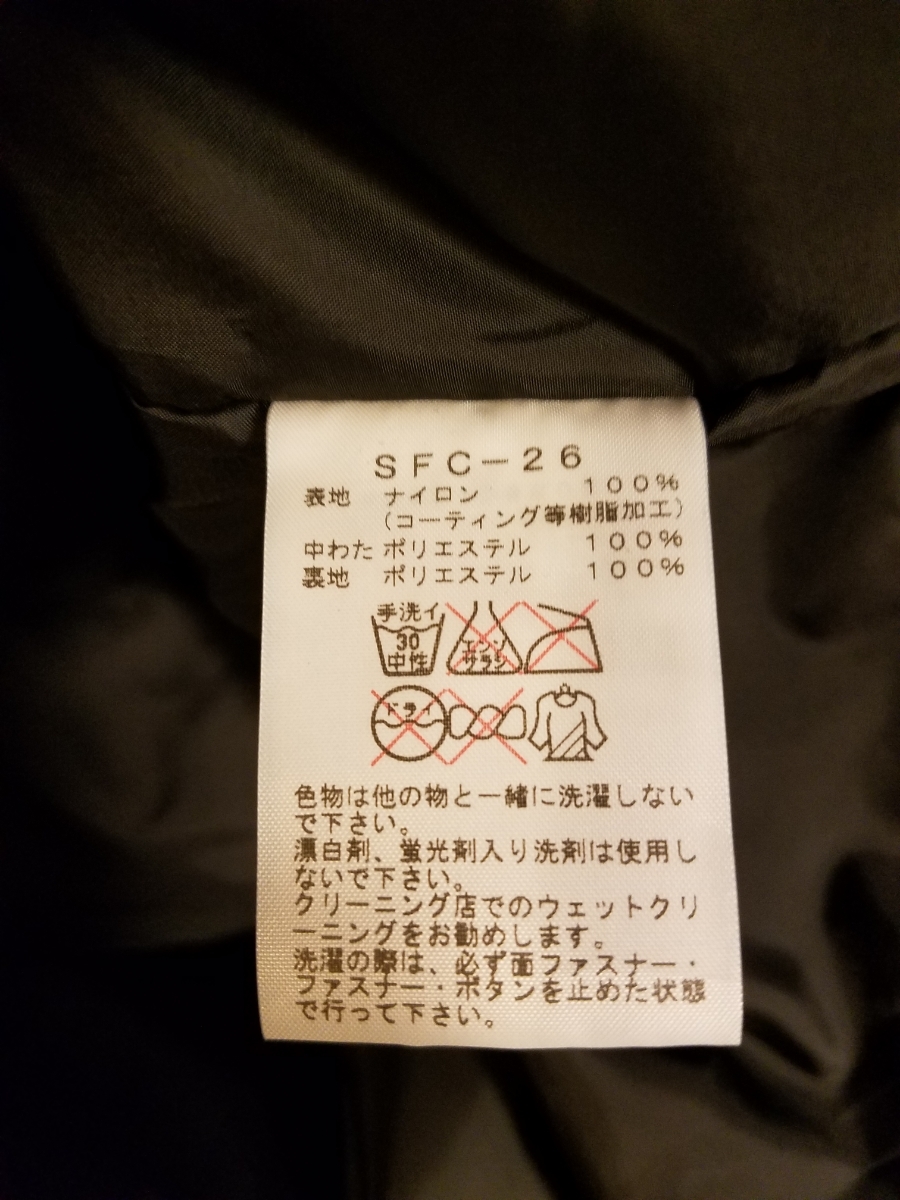 SFC-26
表地 ナイロン 100%
(コーティング等樹脂加工)
中わた ポリエステル 100%
裏地 ポリエステル 100%
手洗イ
30
中性
エンソ
サラシ
ドライ
色物は他の物と一緒に洗濯しない
で下さい。
漂白剤、蛍光剤入り洗剤は使用し
ないで下さい。
クリーニング店でのウェットクリ
ーニングをお勧めします。
洗濯の際は、必ず面ファスナー・
ファスナー・ボタンを止めた状態
で行って下さい。